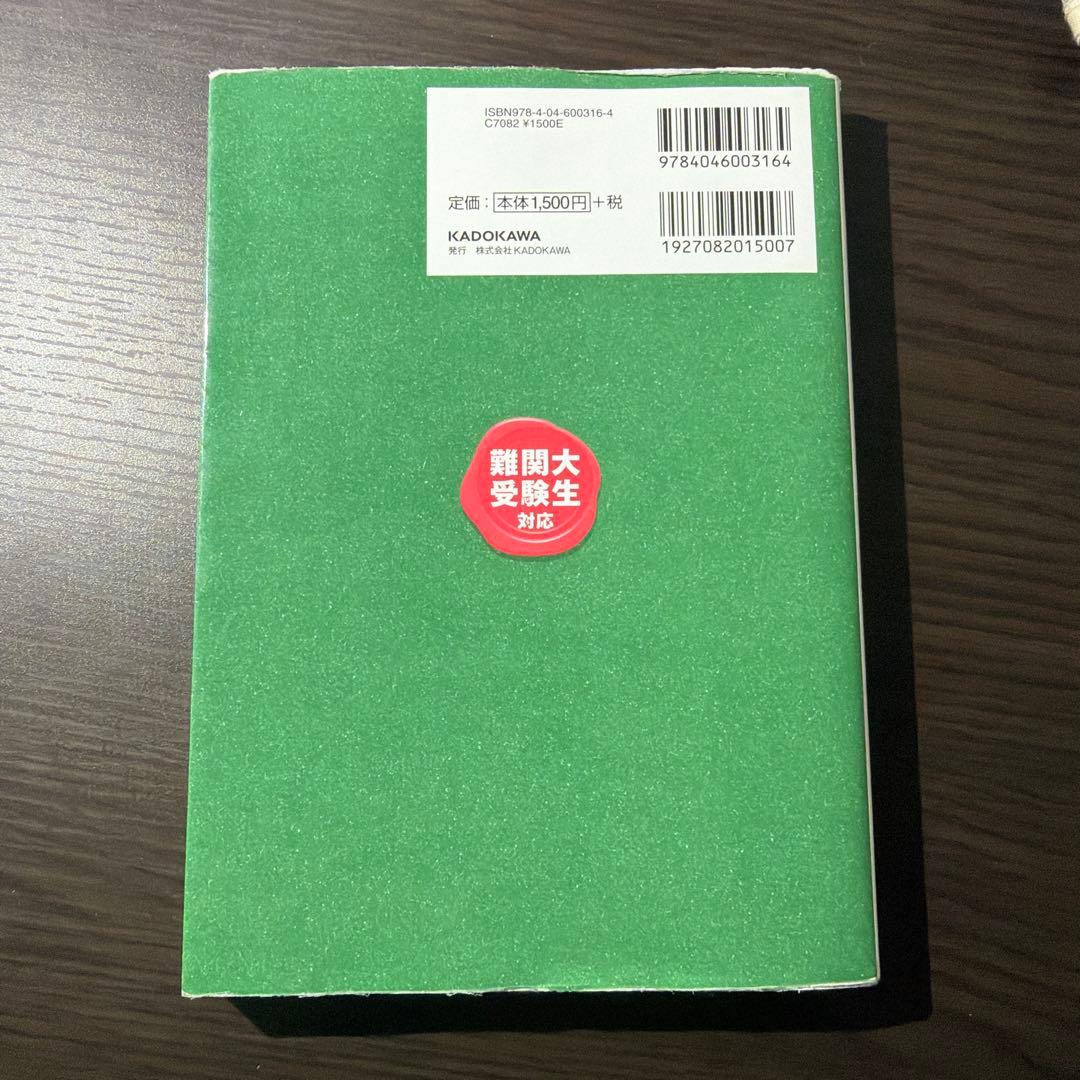 ISBN978-4-04-600316-4
C7082 ¥1500E
9784046003164
定価：本体1,500円+税
1927082015007
KADOKAWA
発行 株式会社KADOKAWA
難関大
受験生
対応